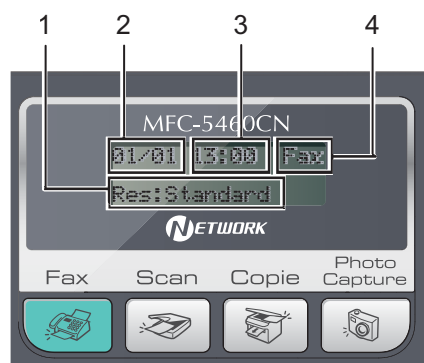 1 2 3 4
MFC-5460CN
01/01 13:00 Fax
Res:Standard
NETWORK
Fax Scan Copie Photo Capture